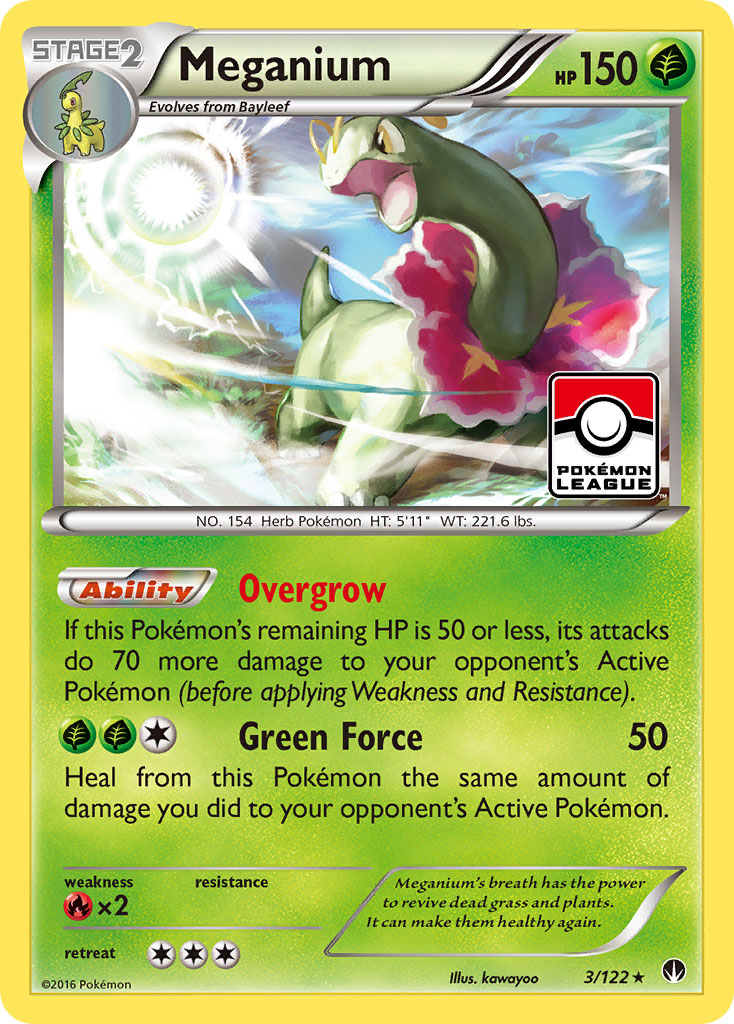 STAGE2
Meganium
HP150
Evolves from Bayleef
POKÉMON
LEAGUE
™
NO. 154 Herb Pokémon HT: 5'11" WT: 221.6 lbs.
Ability Overgrow
If this Pokémon's remaining HP is 50 or less, its attacks
do 70 more damage to your opponent's Active
Pokémon (before applying Weakness and Resistance).
Green Force 50
Heal from this Pokémon the same amount of
damage you did to your opponent's Active Pokémon.
weakness resistance
×2
Meganium's breath has the power
to revive dead grass and plants.
It can make them healthy again.
retreat
©2016 Pokémon
Illus. kawayoo 3/122 ★